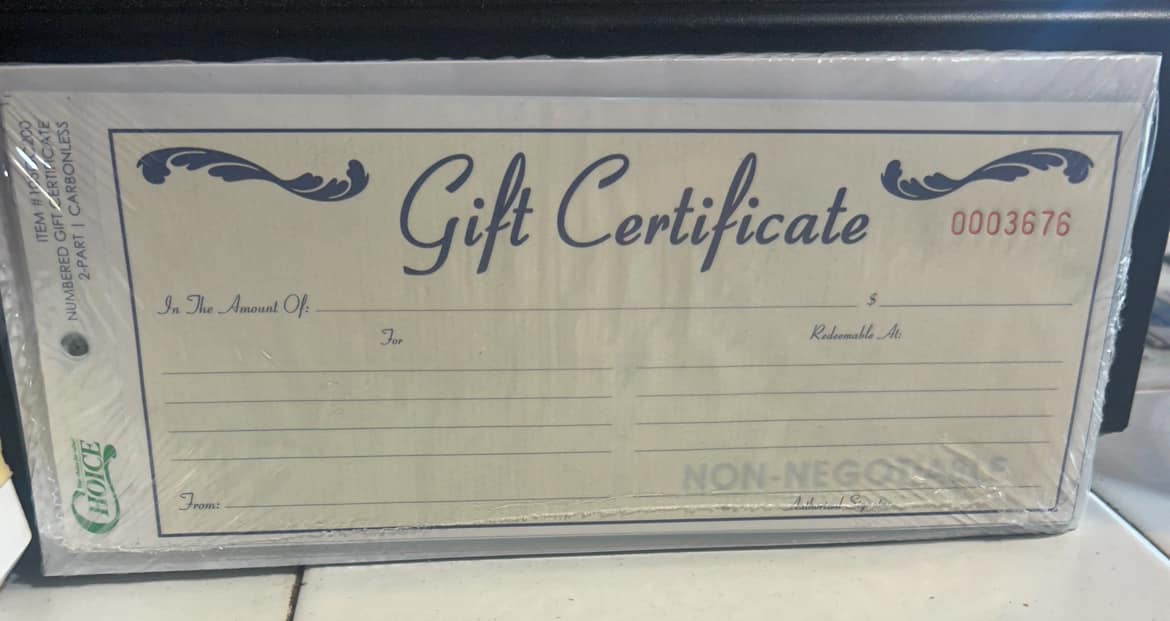 Gift Certificate
0003676
In The Amount Of:
$
For
Redeemable At:
NON-NEGOTIABLE
From:
Authorized
ITEM #
NUMBERED GIFT CERTIFICATE
2-PART | CARBONLESS
CHOICE